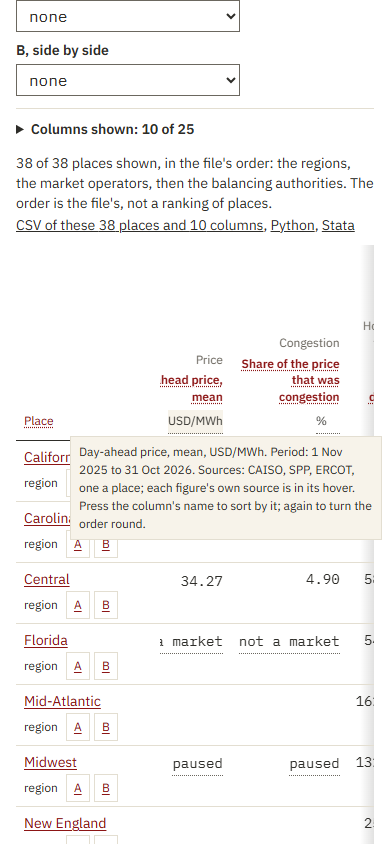 none
B, side by side
none
Columns shown: 10 of 25
38 of 38 places shown, in the file's order: the regions,
the market operators, then the balancing authorities. The
order is the file's, not a ranking of places.
CSV of these 38 places and 10 columns, Python, Stata
Price
head price,
mean
USD/MWh
Congestion
Share of the price
that was
congestion
%
Place
Day-ahead price, mean, USD/MWh. Period: 1 Nov
2025 to 31 Oct 2026. Sources: CAISO, SPP, ERCOT,
one a place; each figure's own source is in its hover.
Press the column's name to sort by it; again to turn the
order round.
region
region A B
Central 34.27 4.90
region A B
Florida a market not a market
region A B
Mid-Atlantic
region A B
Midwest paused paused
region A B
New England